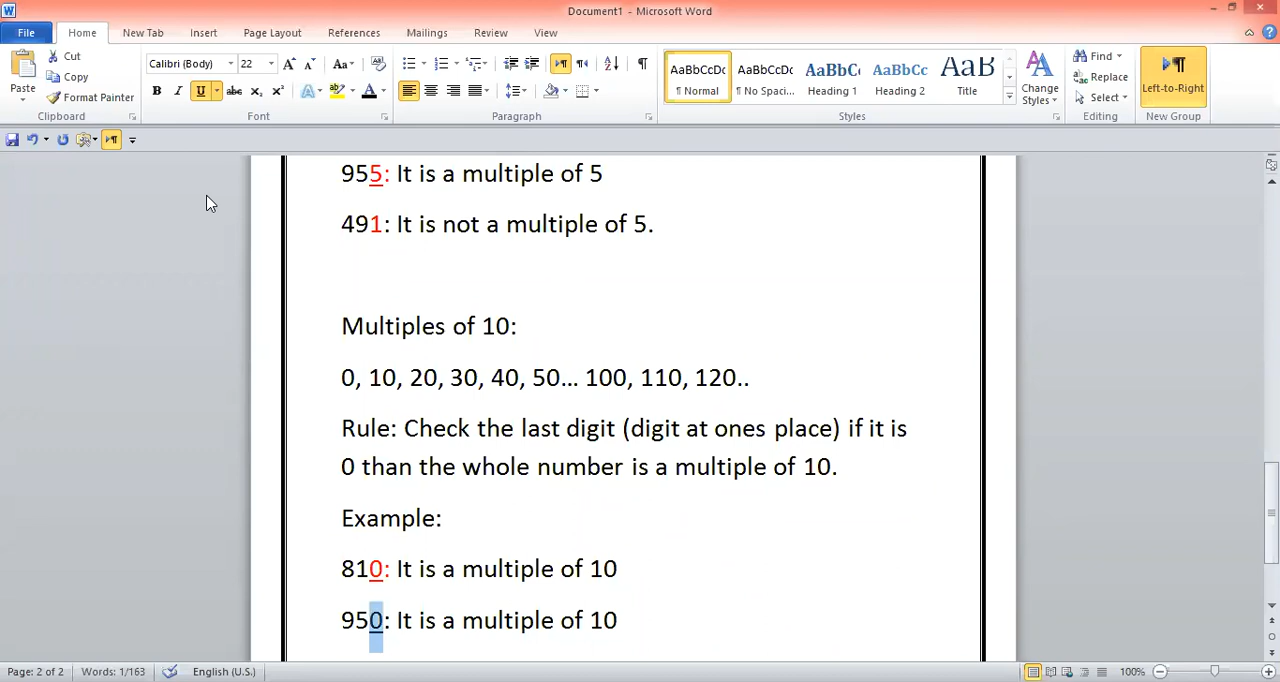 Document1 - Microsoft Word
File Home New Tab Insert Page Layout References Mailings Review View
Paste
Cut
Copy
Format Painter
Clipboard
Calibri (Body) 22
Font
Paragraph
AaBbCcDc AaBbCcDc AaBbC AaBbCc AaB
¶ Normal ¶ No Spaci... Heading 1 Heading 2 Title
Change Styles
Styles
Find
Replace
Select
Editing
Left-to-Right
New Group
955: It is a multiple of 5
491: It is not a multiple of 5.
Multiples of 10:
0, 10, 20, 30, 40, 50… 100, 110, 120..
Rule: Check the last digit (digit at ones place) if it is
0 than the whole number is a multiple of 10.
Example:
810: It is a multiple of 10
950: It is a multiple of 10
Page: 2 of 2 Words: 1/163 English (U.S.) 100%